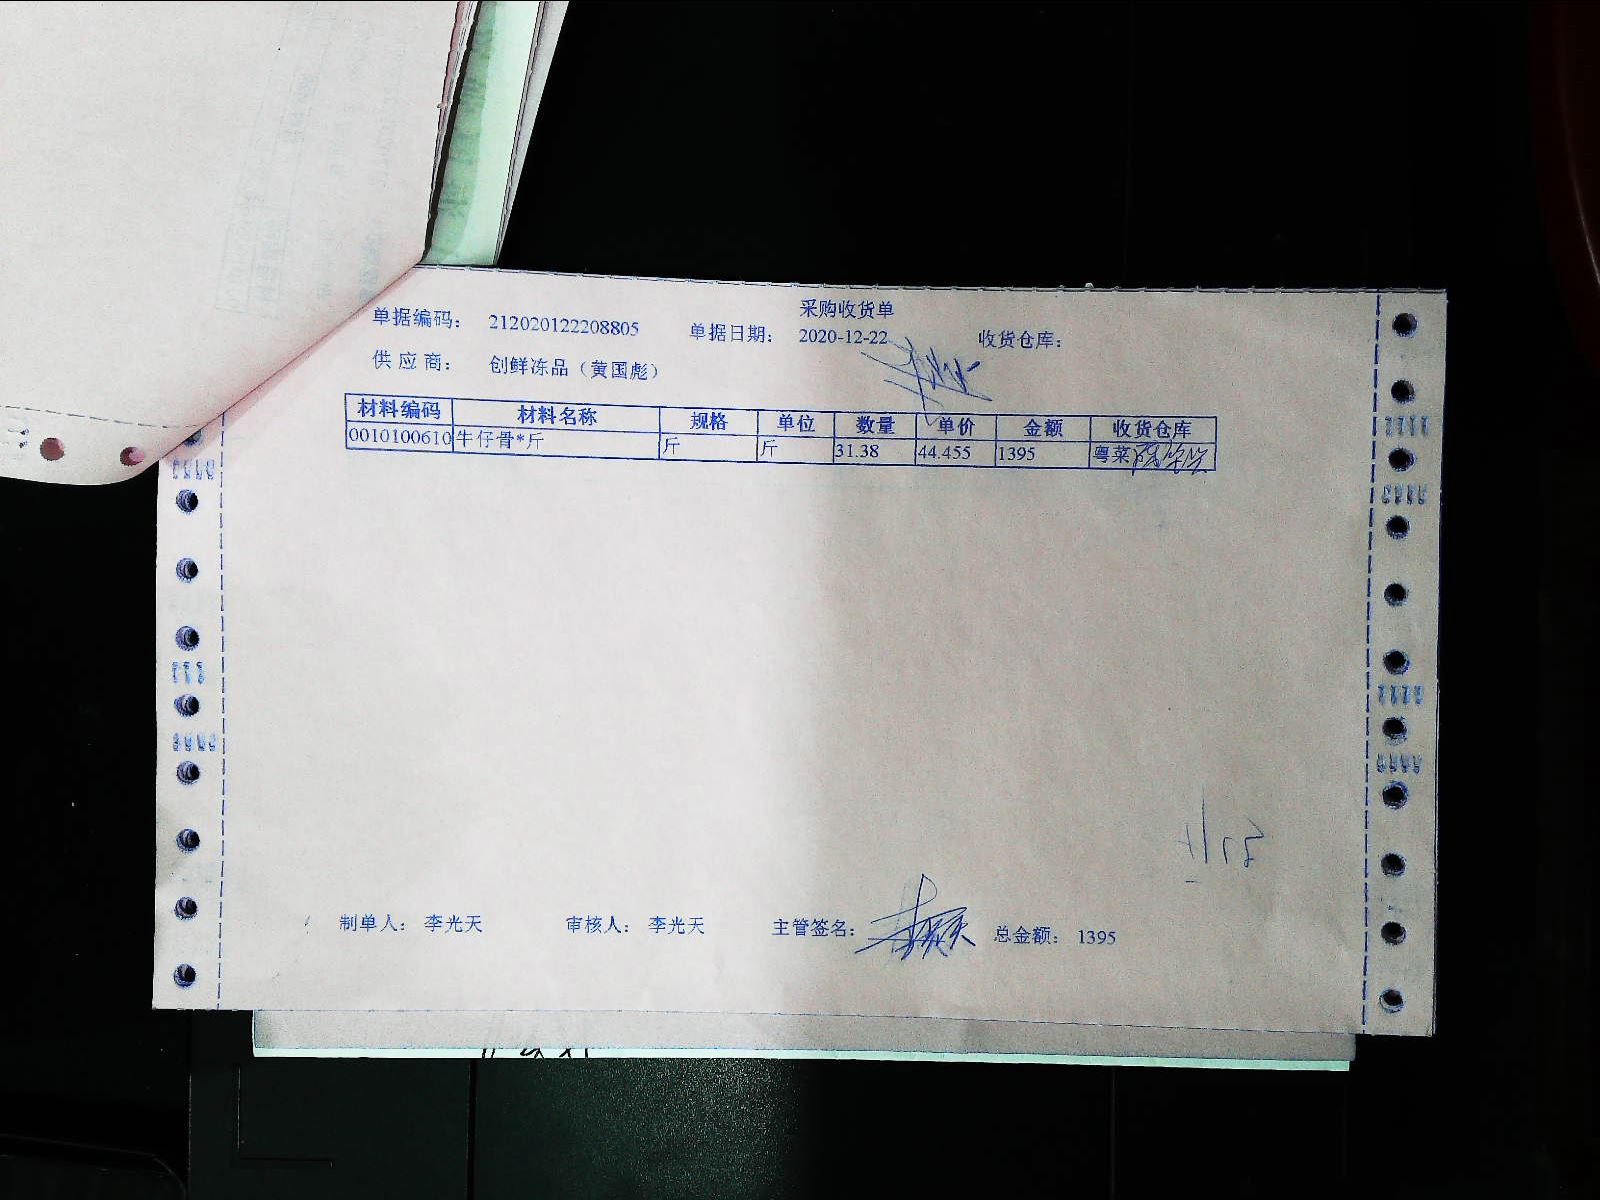 采购收货单
单据编码： 212020122208805 单据日期： 2020-12-22 收货仓库：
供应商： 创鲜冻品（黄国彪）
材料编码 材料名称 规格 单位 数量 单价 金额 收货仓库
0010100610 牛仔骨*斤 斤 斤 31.38 44.455 1395 粤菜
制单人： 李光天 审核人： 李光天 主管签名： 总金额： 1395